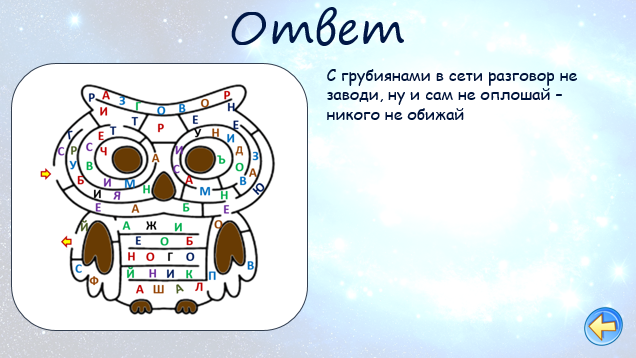 Ответ
С грубиянами в сети разговор не
заводи, ну и сам не оплошай –
никого не обижай
Р А З Г О В О Р
И Т Т Р Е Н
Г Е У Н Е И
С Р С Ч А И С Ъ Д З
У В О А
Б И М Н А М В Ю
И Я Н
Е А Б Е
Й А Ж И О
Е О Б
Н О Г О
С Й Н И К П В
Ф А Ш А Л